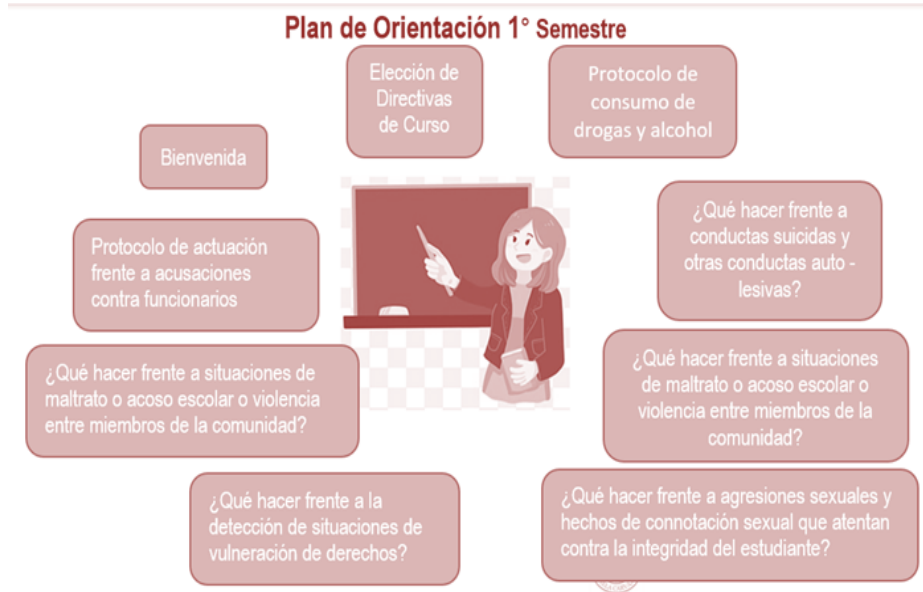 Plan de Orientación 1° Semestre
Elección de
Directivas
de Curso
Protocolo de
consumo de
drogas y alcohol
Bienvenida
¿Qué hacer frente a
conductas suicidas y
otras conductas auto -
lesivas?
Protocolo de actuación
frente a acusaciones
contra funcionarios
¿Qué hacer frente a situaciones de
maltrato o acoso escolar o violencia
entre miembros de la comunidad?
¿Qué hacer frente a situaciones
de maltrato o acoso escolar o
violencia entre miembros de la
comunidad?
¿Qué hacer frente a la
detección de situaciones de
vulneración de derechos?
¿Qué hacer frente a agresiones sexuales y
hechos de connotación sexual que atentan
contra la integridad del estudiante?